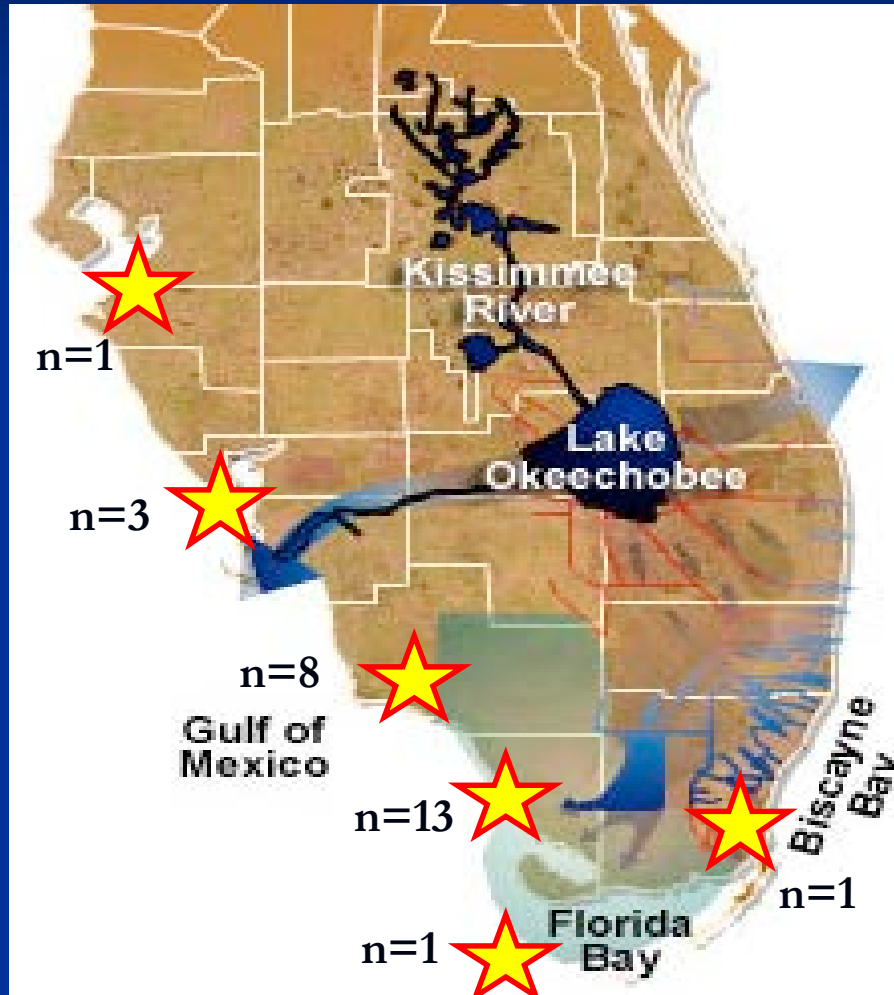 Kissimmee
River
n=1
Lake
Okeechobee
n=3
n=8
Gulf of
Mexico
Biscayne
Bay
n=13
n=1
Florida
Bay
n=1